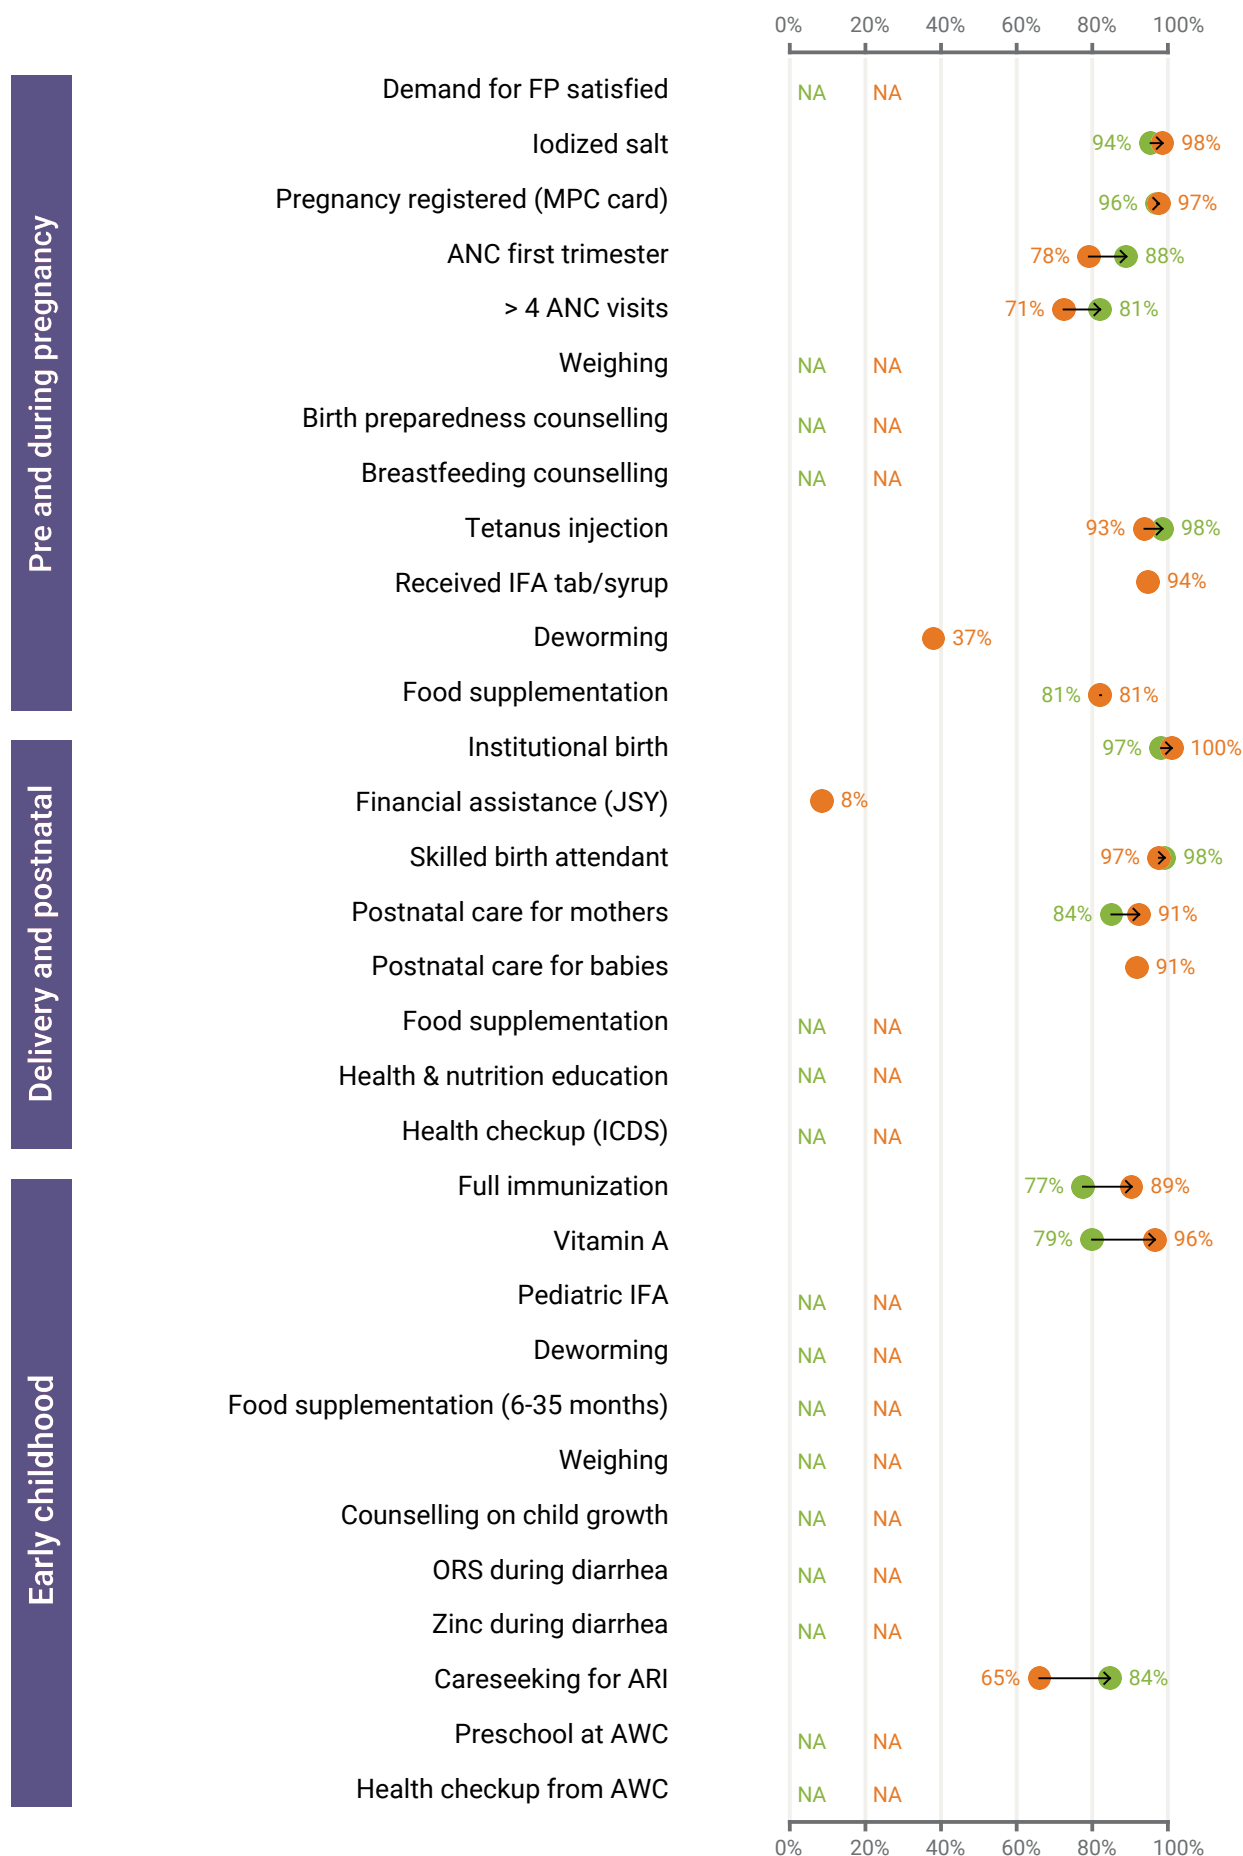 0% 20% 40% 60% 80% 100%
Pre and during pregnancy
Demand for FP satisfied NA NA
Iodized salt 94% 98%
Pregnancy registered (MPC card) 96% 97%
ANC first trimester 78% 88%
> 4 ANC visits 71% 81%
Weighing NA NA
Birth preparedness counselling NA NA
Breastfeeding counselling NA NA
Tetanus injection 93% 98%
Received IFA tab/syrup 94%
Deworming 37%
Food supplementation 81% 81%
Delivery and postnatal
Institutional birth 97% 100%
Financial assistance (JSY) 8%
Skilled birth attendant 97% 98%
Postnatal care for mothers 84% 91%
Postnatal care for babies 91%
Food supplementation NA NA
Health & nutrition education NA NA
Health checkup (ICDS) NA NA
Early childhood
Full immunization 77% 89%
Vitamin A 79% 96%
Pediatric IFA NA NA
Deworming NA NA
Food supplementation (6-35 months) NA NA
Weighing NA NA
Counselling on child growth NA NA
ORS during diarrhea NA NA
Zinc during diarrhea NA NA
Careseeking for ARI 65% 84%
Preschool at AWC NA NA
Health checkup from AWC NA NA
0% 20% 40% 60% 80% 100%